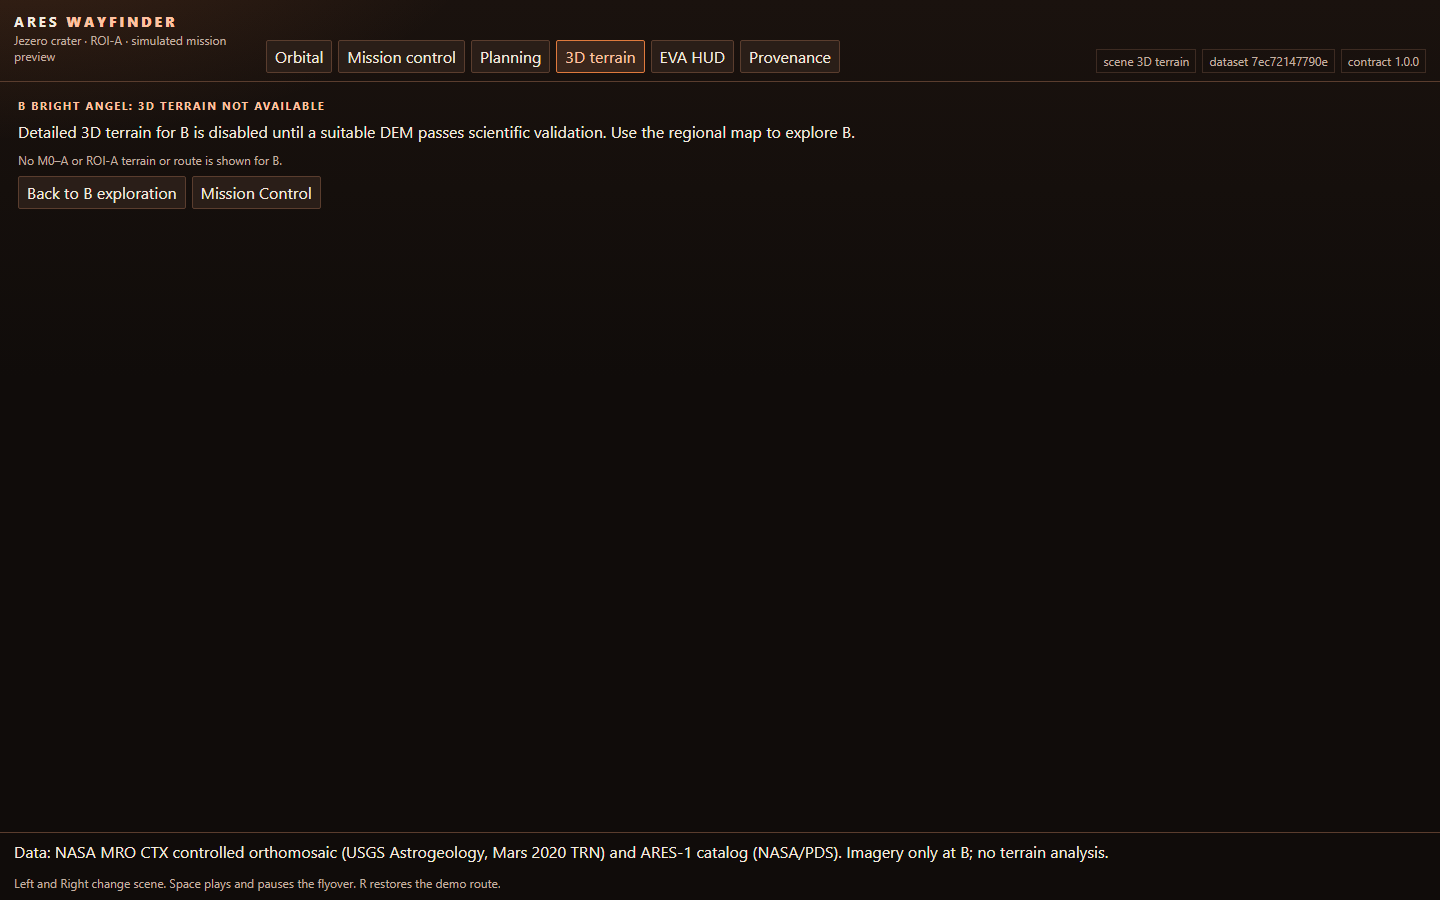 ARES WAYFINDER
Jezero crater · ROI-A · simulated mission
preview
Orbital
Mission control
Planning
3D terrain
EVA HUD
Provenance
scene 3D terrain
dataset 7ec72147790e
contract 1.0.0
B BRIGHT ANGEL: 3D TERRAIN NOT AVAILABLE
Detailed 3D terrain for B is disabled until a suitable DEM passes scientific validation. Use the regional map to explore B.
No M0–A or ROI-A terrain or route is shown for B.
Back to B exploration
Mission Control
Data: NASA MRO CTX controlled orthomosaic (USGS Astrogeology, Mars 2020 TRN) and ARES-1 catalog (NASA/PDS). Imagery only at B; no terrain analysis.
Left and Right change scene. Space plays and pauses the flyover. R restores the demo route.